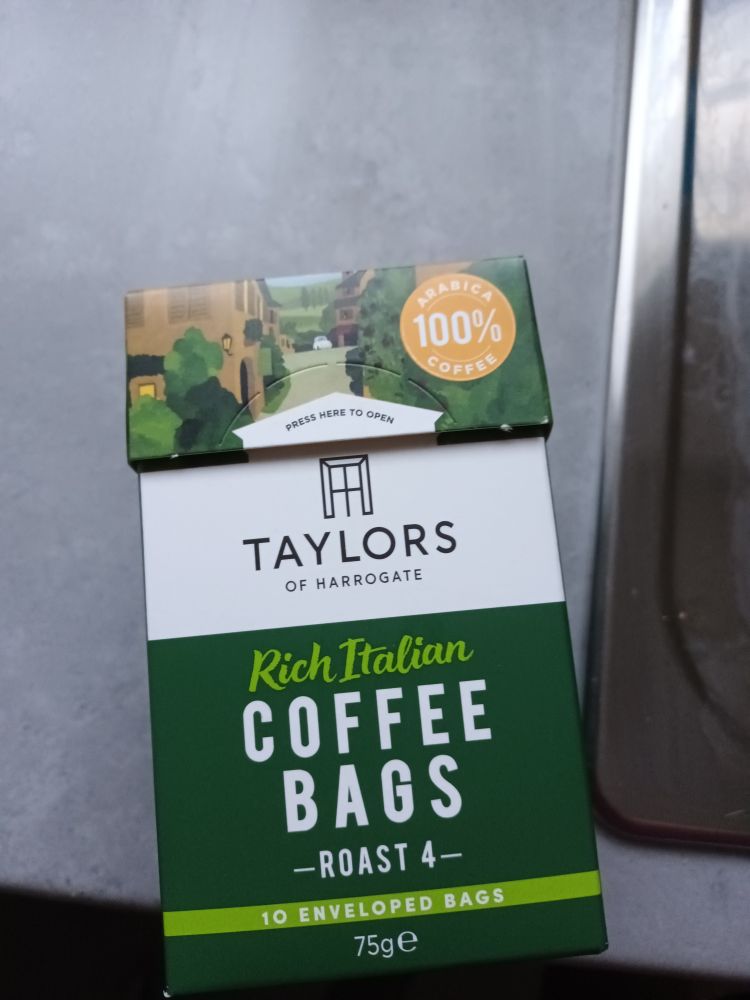 ARABICA
100%
COFFEE
PRESS HERE TO OPEN
TAYLORS
OF HARROGATE
Rich Italian
COFFEE
BAGS
—ROAST 4—
10 ENVELOPED BAGS
75g℮